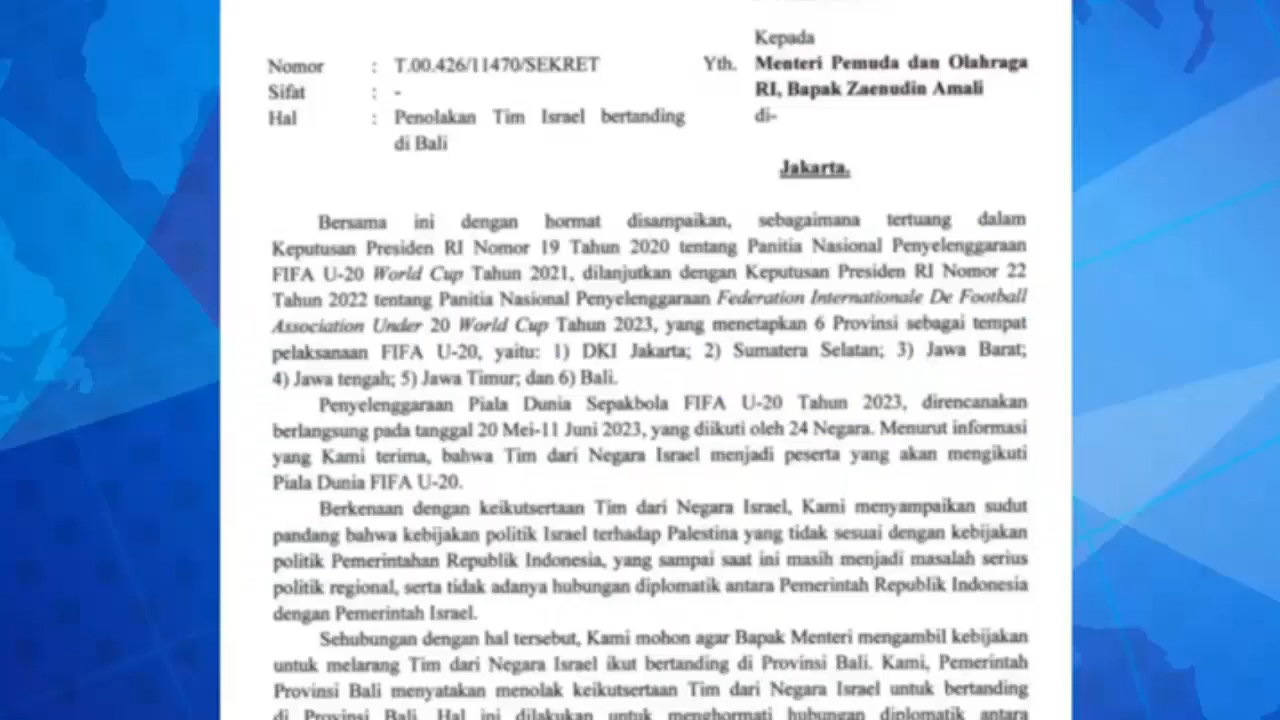 Kepada
Nomor : T.00.426/11470/SEKRET Yth. Menteri Pemuda dan Olahraga
Sifat : - RI, Bapak Zaenudin Amali
Hal : Penolakan Tim Israel bertanding di-
di Bali
Jakarta.
Bersama ini dengan hormat disampaikan, sebagaimana tertuang dalam
Keputusan Presiden RI Nomor 19 Tahun 2020 tentang Panitia Nasional Penyelenggaraan
FIFA U-20 World Cup Tahun 2021, dilanjutkan dengan Keputusan Presiden RI Nomor 22
Tahun 2022 tentang Panitia Nasional Penyelenggaraan Federation Internationale De Football
Association Under 20 World Cup Tahun 2023, yang menetapkan 6 Provinsi sebagai tempat
pelaksanaan FIFA U-20, yaitu: 1) DKI Jakarta; 2) Sumatera Selatan; 3) Jawa Barat;
4) Jawa tengah; 5) Jawa Timur; dan 6) Bali.
Penyelenggaraan Piala Dunia Sepakbola FIFA U-20 Tahun 2023, direncanakan
berlangsung pada tanggal 20 Mei-11 Juni 2023, yang diikuti oleh 24 Negara. Menurut informasi
yang Kami terima, bahwa Tim dari Negara Israel menjadi peserta yang akan mengikuti
Piala Dunia FIFA U-20.
Berkenaan dengan keikutsertaan Tim dari Negara Israel, Kami menyampaikan sudut
pandang bahwa kebijakan politik Israel terhadap Palestina yang tidak sesuai dengan kebijakan
politik Pemerintahan Republik Indonesia, yang sampai saat ini masih menjadi masalah serius
politik regional, serta tidak adanya hubungan diplomatik antara Pemerintah Republik Indonesia
dengan Pemerintah Israel.
Sehubungan dengan hal tersebut, Kami mohon agar Bapak Menteri mengambil kebijakan
untuk melarang Tim dari Negara Israel ikut bertanding di Provinsi Bali. Kami, Pemerintah
Provinsi Bali menyatakan menolak keikutsertaan Tim dari Negara Israel untuk bertanding
di Provinsi Bali. Hal ini dilakukan untuk menghormati hubungan diplomatik antara